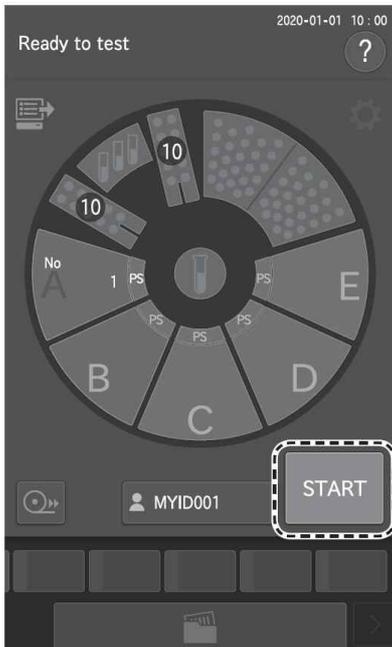 2020-01-01 10:00
Ready to test
?
10
10
No
A
1 PS
PS
PS
PS
PS
E
B
D
C
START
MYID001